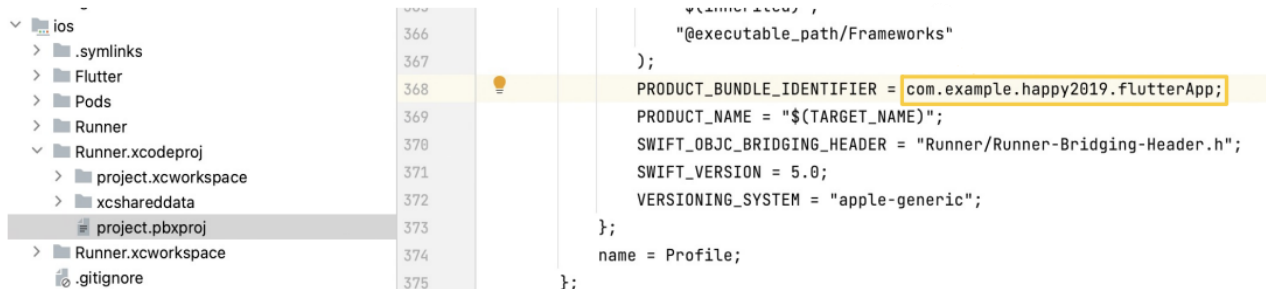 ios
.symlinks
Flutter
Pods
Runner
Runner.xcodeproj
project.xcworkspace
xcshareddata
project.pbxproj
Runner.xcworkspace
.gitignore
365
"$(inherited)",
366 "@executable_path/Frameworks"
367 );
368 PRODUCT_BUNDLE_IDENTIFIER = com.example.happy2019.flutterApp;
369 PRODUCT_NAME = "$(TARGET_NAME)";
370 SWIFT_OBJC_BRIDGING_HEADER = "Runner/Runner-Bridging-Header.h";
371 SWIFT_VERSION = 5.0;
372 VERSIONING_SYSTEM = "apple-generic";
373 };
374 name = Profile;
375 };